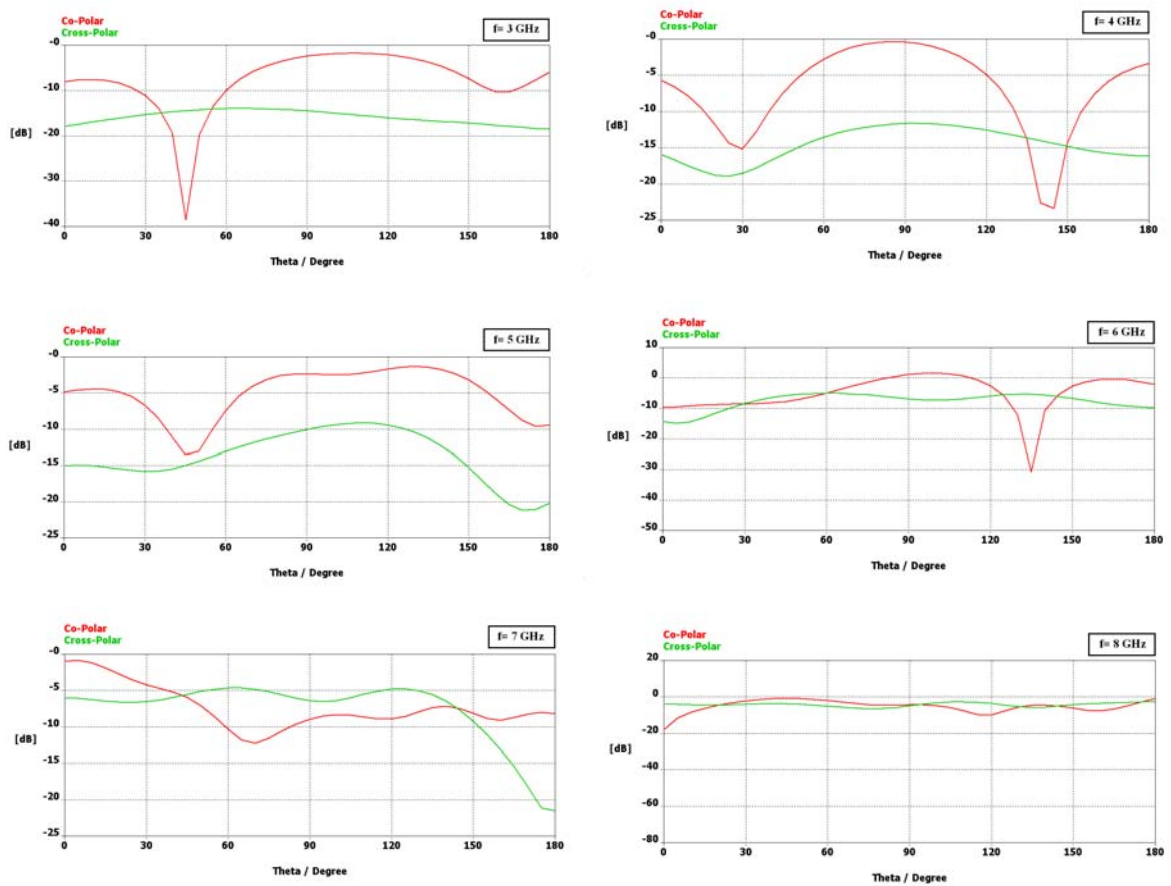 Co-Polar
Cross-Polar
f= 3 GHz
-0
-10
-20
-30
-40
[dB]
0 30 60 90 120 150 180
Theta / Degree
Co-Polar
Cross-Polar
f= 4 GHz
-0
-5
-10
-15
-20
-25
[dB]
0 30 60 90 120 150 180
Theta / Degree
Co-Polar
Cross-Polar
f= 5 GHz
-0
-5
-10
-15
-20
-25
[dB]
0 30 60 90 120 150 180
Theta / Degree
Co-Polar
Cross-Polar
f= 6 GHz
10
0
-10
-20
-30
-40
-50
[dB]
0 30 60 90 120 150 180
Theta / Degree
Co-Polar
Cross-Polar
f= 7 GHz
-0
-5
-10
-15
-20
-25
[dB]
0 30 60 90 120 150 180
Theta / Degree
Co-Polar
Cross-Polar
f= 8 GHz
20
0
-20
-40
-60
-80
[dB]
0 30 60 90 120 150 180
Theta / Degree